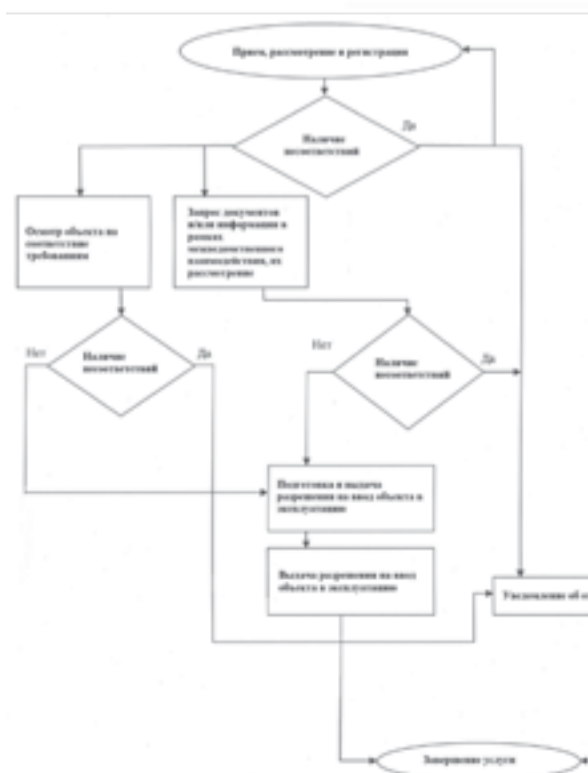 Прием, рассмотрение и регистрация
Да
Наличие
несоответствий
Осмотр объекта на
соответствие
требованиям
Запрос документов
и/или информации в
рамках
межведомственного
взаимодействия, их
рассмотрение
Нет
Наличие
несоответствий
Да
Нет
Наличие
несоответствий
Да
Подготовка и выдача
разрешения на ввод объекта в
эксплуатацию
Выдача разрешения на ввод
объекта в эксплуатацию
Уведомление об
Завершение услуги